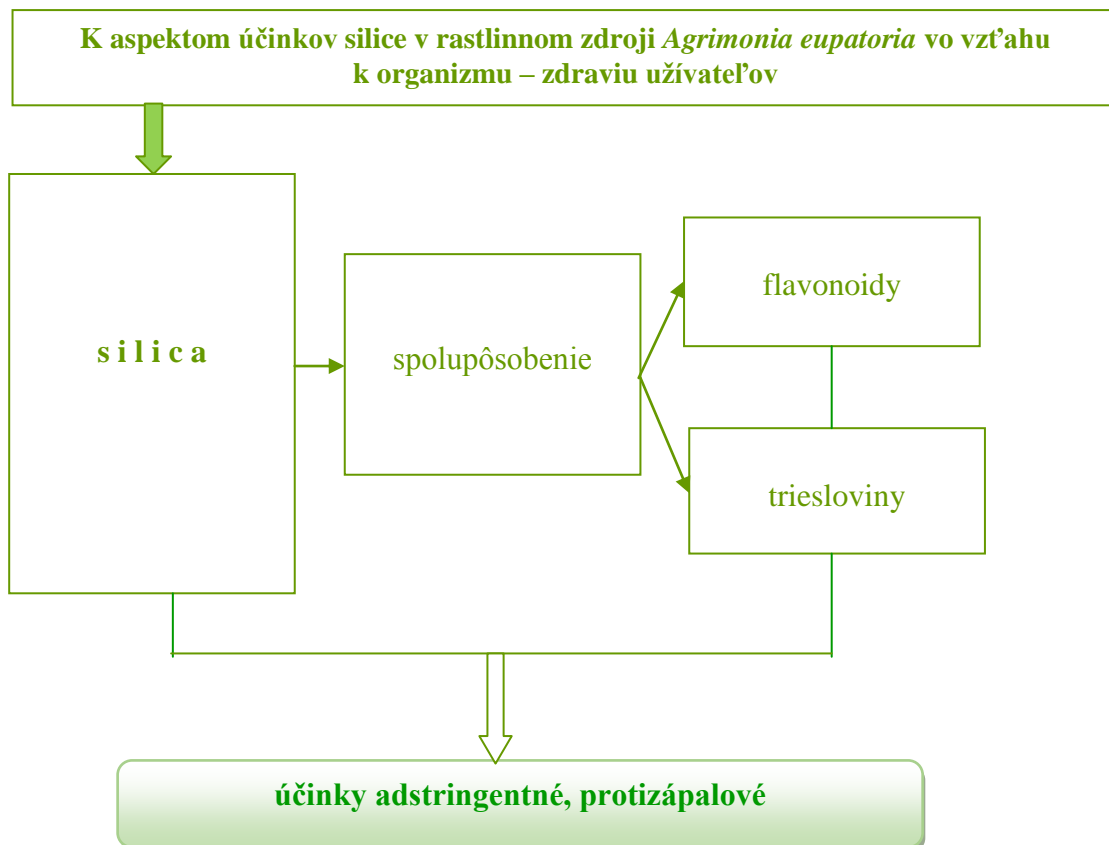 K aspektom účinkov silice v rastlinnom zdroji Agrimonia eupatoria vo vzťahu
k organizmu – zdraviu užívateľov
flavonoidy
s i l i c a
spolupôsobenie
triesloviny
účinky adstringentné, protizápalové